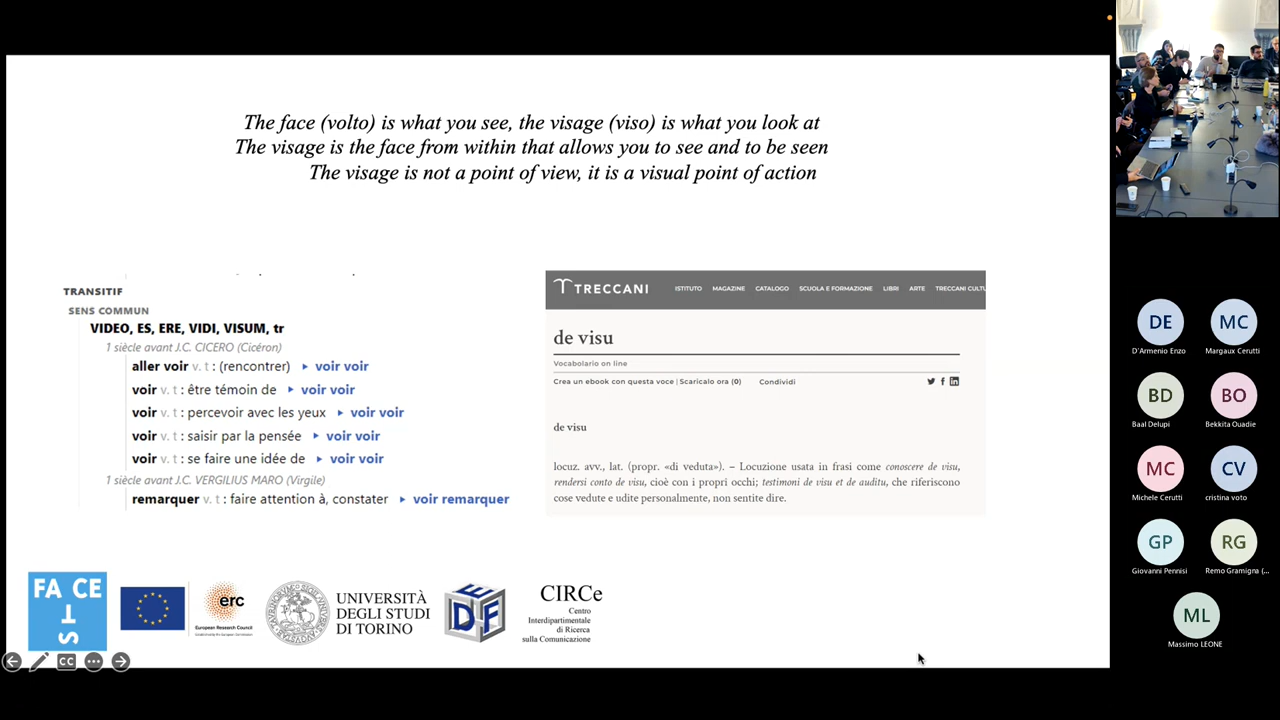 The face (volto) is what you see, the visage (viso) is what you look at
The visage is the face from within that allows you to see and to be seen
The visage is not a point of view, it is a visual point of action
TRANSITIF
SENS COMMUN
VIDEO, ES, ERE, VIDI, VISUM, tr
1 siècle avant J.C. CICERO (Cicéron)
aller voir v. t : (rencontrer) ► voir voir
voir v. t : être témoin de ► voir voir
voir v. t : percevoir avec les yeux ► voir voir
voir v. t : saisir par la pensée ► voir voir
voir v. t : se faire une idée de ► voir voir
1 siècle avant J.C. VERGILIUS MARO (Virgile)
remarquer v. t : faire attention à, constater ► voir remarquer
TRECCANI
ISTITUTO MAGAZINE CATALOGO SCUOLA E FORMAZIONE LIBRI ARTE TRECCANI CULTU
de visu
Vocabolario on line
Crea un ebook con questa voce | Scaricalo ora (0) Condividi
de visu
locuz. avv., lat. (propr. «di veduta»). – Locuzione usata in frasi come conoscere de visu,
rendersi conto de visu, cioè con i propri occhi; testimoni de visu et de auditu, che riferiscono
cose vedute e udite personalmente, non sentite dire.
FA CE
TS
erc
European Research Council
UNIVERSITÀ
DEGLI STUDI
DI TORINO
CIRCe
Centro
Interdipartimentale
di Ricerca
sulla Comunicazione
CC
DE MC
D'Armenio Enzo Margaux Cerutti
BD BO
Baal Delupi Bekkita Ouadie
MC CV
Michele Cerutti cristina voto
GP RG
Giovanni Pennisi Remo Gramigna (...
ML
Massimo LEONE